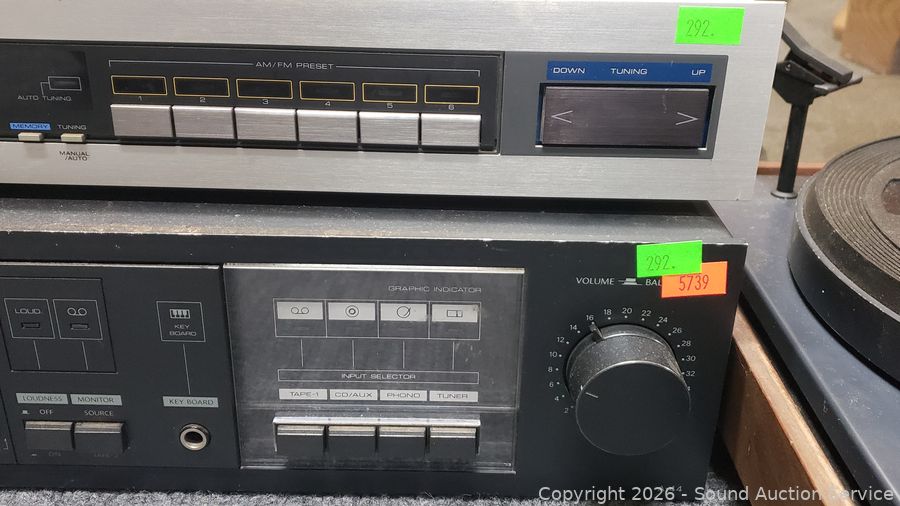 292.
AM/FM PRESET
DOWN TUNING UP
AUTO TUNING
1 2 3 4 5 6
< >
MEMORY TUNING
MANUAL
/AUTO
292.
5739
VOLUME BAL
GRAPHIC INDICATOR
LOUD
KEY
BOARD
2 4 6 8 10 12 14 16 18 20 22 24 26 28 30 32
INPUT SELECTOR
TAPE-1 CD/AUX PHONO TUNER
LOUDNESS MONITOR
KEY BOARD
OFF SOURCE
ON
Copyright 2026 - Sound Auction Service